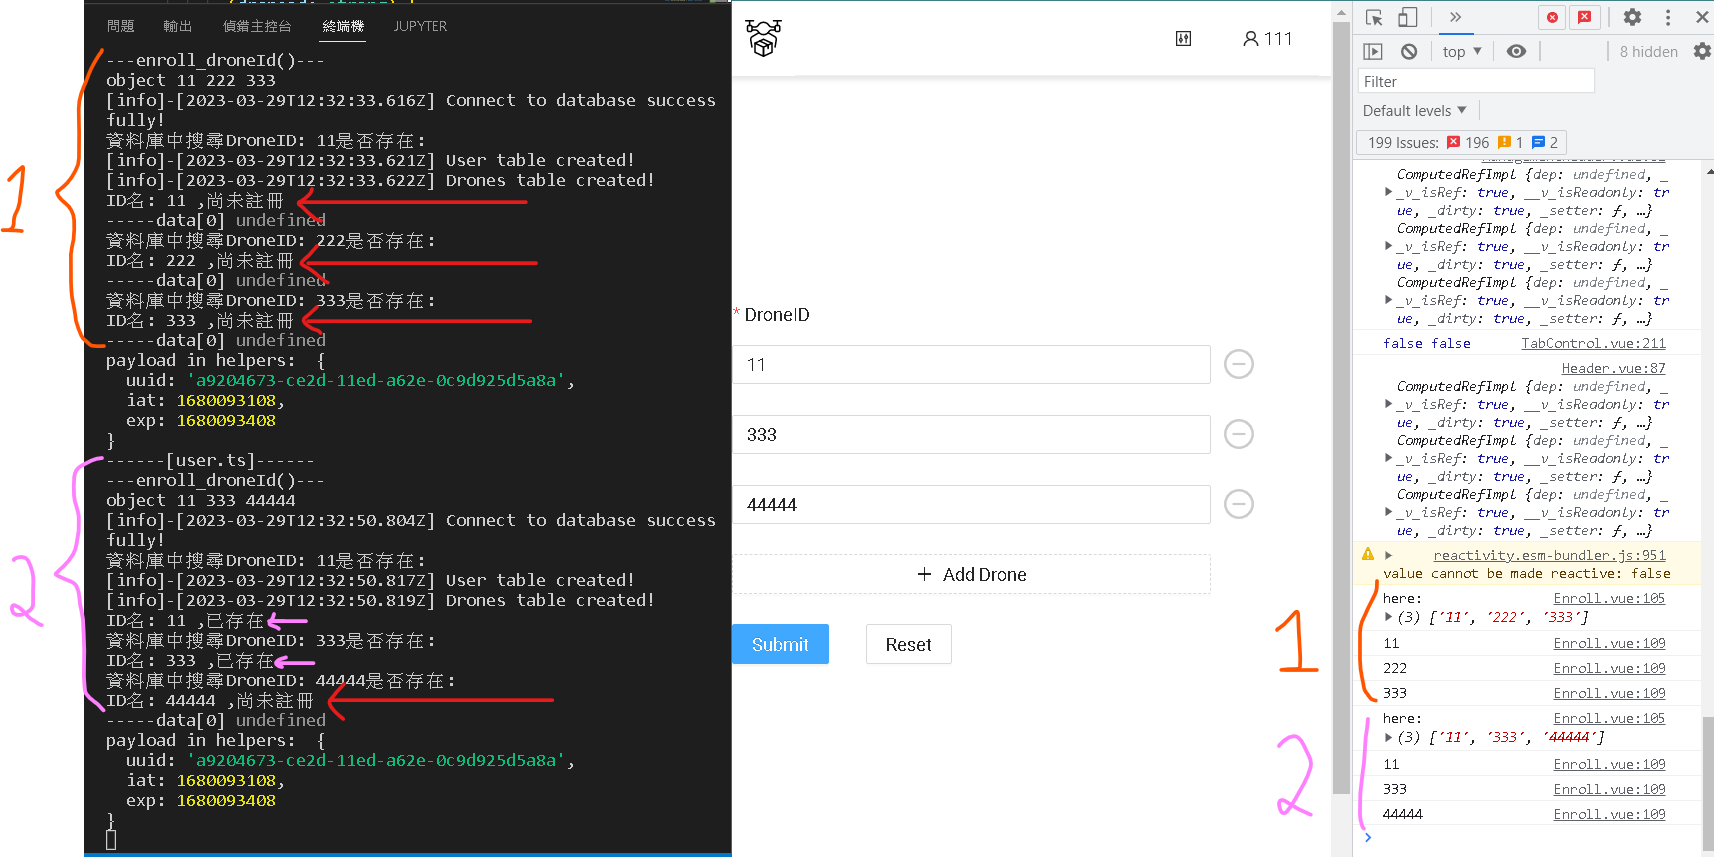 問題 輸出 偵錯主控台 終端機 JUPYTER
---enroll_droneId()---
object 11 222 333
[info]-[2023-03-29T12:32:33.616Z] Connect to database success
fully!
資料庫中搜尋DroneID: 11是否存在:
[info]-[2023-03-29T12:32:33.621Z] User table created!
[info]-[2023-03-29T12:32:33.622Z] Drones table created!
ID名: 11 ,尚未註冊
-----data[0] undefined
資料庫中搜尋DroneID: 222是否存在:
ID名: 222 ,尚未註冊
-----data[0] undefined
資料庫中搜尋DroneID: 333是否存在:
ID名: 333 ,尚未註冊
-----data[0] undefined
payload in helpers:  {
  uuid: 'a9204673-ce2d-11ed-a62e-0c9d925d5a8a',
  iat: 1680093108,
  exp: 1680093408
}
------[user.ts]------
---enroll_droneId()---
object 11 333 44444
[info]-[2023-03-29T12:32:50.804Z] Connect to database success
fully!
資料庫中搜尋DroneID: 11是否存在:
[info]-[2023-03-29T12:32:50.817Z] User table created!
[info]-[2023-03-29T12:32:50.819Z] Drones table created!
ID名: 11 ,已存在
資料庫中搜尋DroneID: 333是否存在:
ID名: 333 ,已存在
資料庫中搜尋DroneID: 44444是否存在:
ID名: 44444 ,尚未註冊
-----data[0] undefined
payload in helpers:  {
  uuid: 'a9204673-ce2d-11ed-a62e-0c9d925d5a8a',
  iat: 1680093108,
  exp: 1680093408
}
1
2
111
* DroneID
11
333
44444
+ Add Drone
Submit Reset
1
2
top 8 hidden
Filter
Default levels
199 Issues: 196 1 2
ComputedRefImpl {dep: undefined, _
_v_isRef: true, __v_isReadonly: tr
ue, _dirty: true, _setter: ƒ, …}
ComputedRefImpl {dep: undefined, _
_v_isRef: true, __v_isReadonly: tr
ue, _dirty: true, _setter: ƒ, …}
ComputedRefImpl {dep: undefined, _
_v_isRef: true, __v_isReadonly: tr
ue, _dirty: true, _setter: ƒ, …}
false false TabControl.vue:211
Header.vue:87
ComputedRefImpl {dep: undefined, _
_v_isRef: true, __v_isReadonly: tr
ue, _dirty: true, _setter: ƒ, …}
ComputedRefImpl {dep: undefined, _
_v_isRef: true, __v_isReadonly: tr
ue, _dirty: true, _setter: ƒ, …}
ComputedRefImpl {dep: undefined, _
_v_isRef: true, __v_isReadonly: tr
ue, _dirty: true, _setter: ƒ, …}
reactivity.esm-bundler.js:951
value cannot be made reactive: false
here: Enroll.vue:105
(3) ['11', '222', '333']
11 Enroll.vue:109
222 Enroll.vue:109
333 Enroll.vue:109
here: Enroll.vue:105
(3) ['11', '333', '44444']
11 Enroll.vue:109
333 Enroll.vue:109
44444 Enroll.vue:109